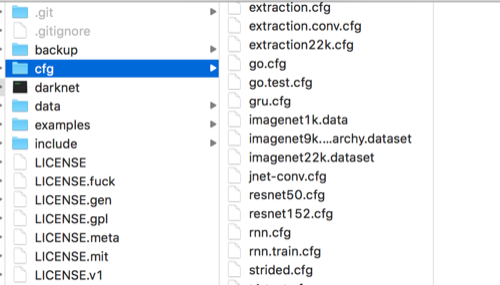 .git
.gitignore
backup
cfg
darknet
data
examples
include
LICENSE
LICENSE.fuck
LICENSE.gen
LICENSE.gpl
LICENSE.meta
LICENSE.mit
LICENSE.v1
extraction.cfg
extraction.conv.cfg
extraction22k.cfg
go.cfg
go.test.cfg
gru.cfg
imagenet1k.data
imagenet9k....archy.dataset
imagenet22k.dataset
jnet-conv.cfg
resnet50.cfg
resnet152.cfg
rnn.cfg
rnn.train.cfg
strided.cfg